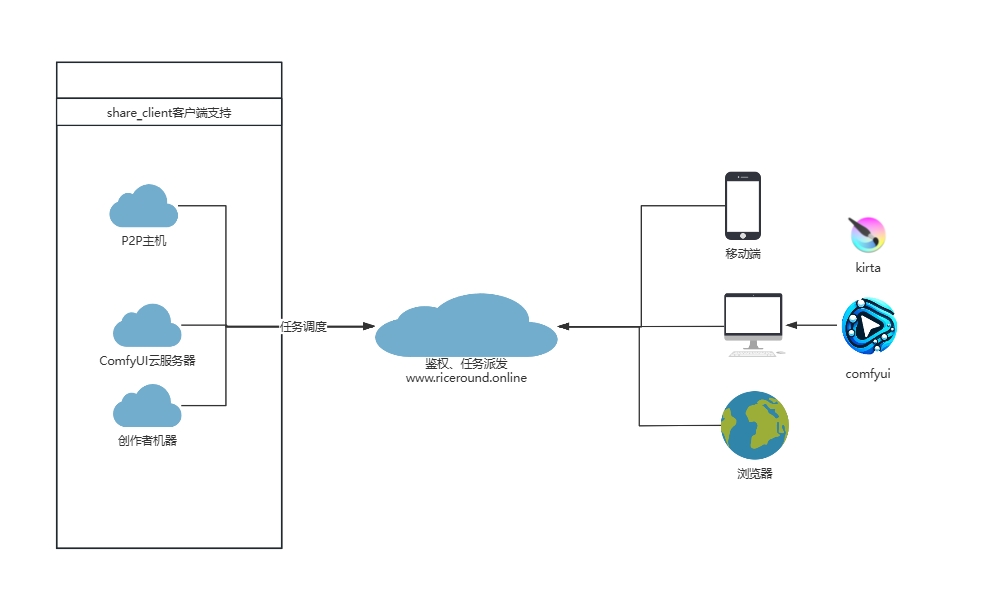 share_client客户端支持
P2P主机
ComfyUI云服务器
创作者机器
任务调度
鉴权、任务派发
www.riceround.online
移动端
kirta
comfyui
浏览器